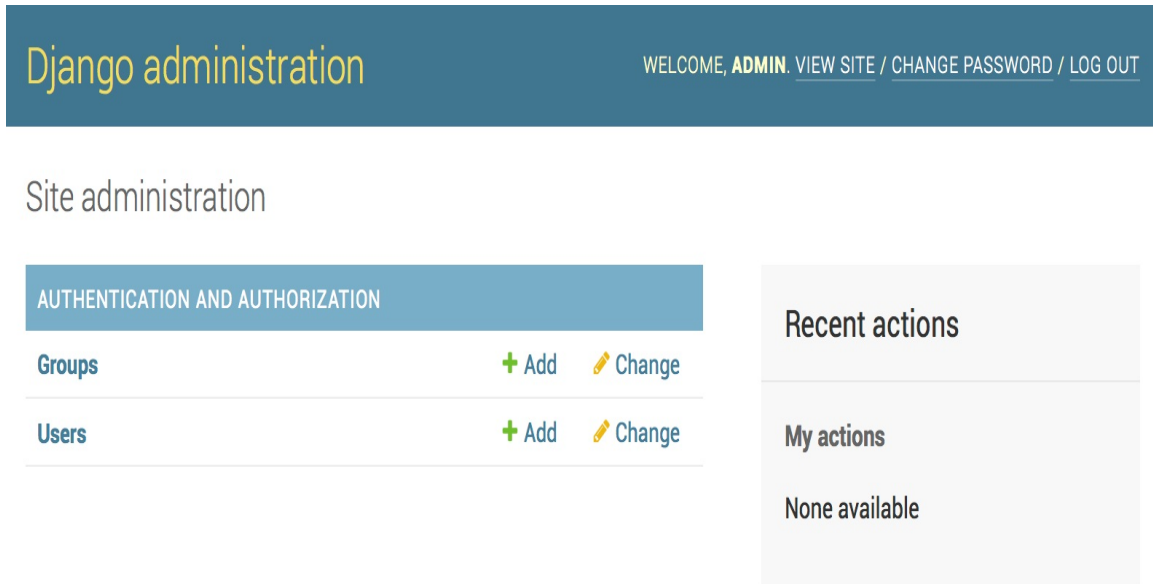 Django administration
WELCOME, ADMIN. VIEW SITE / CHANGE PASSWORD / LOG OUT
Site administration
AUTHENTICATION AND AUTHORIZATION
Groups + Add Change
Users + Add Change
Recent actions
My actions
None available